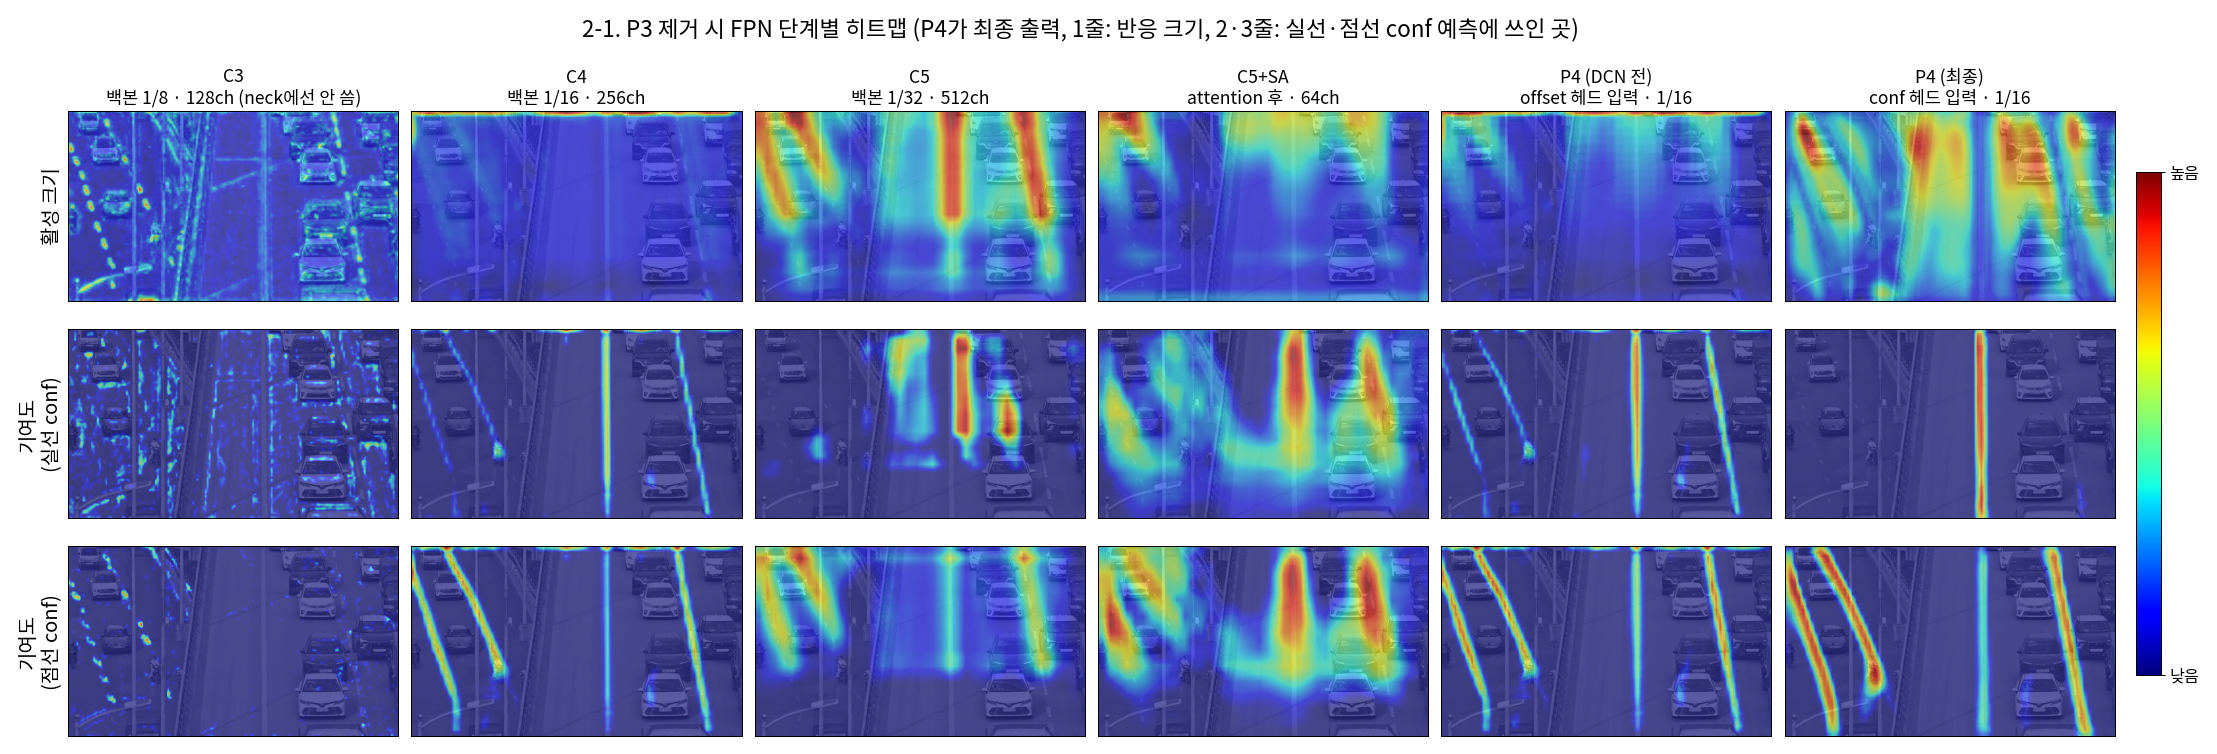 2-1. P3 제거 시 FPN 단계별 히트맵 (P4가 최종 출력, 1줄: 반응 크기, 2·3줄: 실선·점선 conf 예측에 쓰인 곳)
C3
백본 1/8 · 128ch (neck에선 안 씀)
C4
백본 1/16 · 256ch
C5
백본 1/32 · 512ch
C5+SA
attention 후 · 64ch
P4 (DCN 전)
offset 헤드 입력 · 1/16
P4 (최종)
conf 헤드 입력 · 1/16
활성 크기
기여도
(실선 conf)
기여도
(점선 conf)
높음
낮음